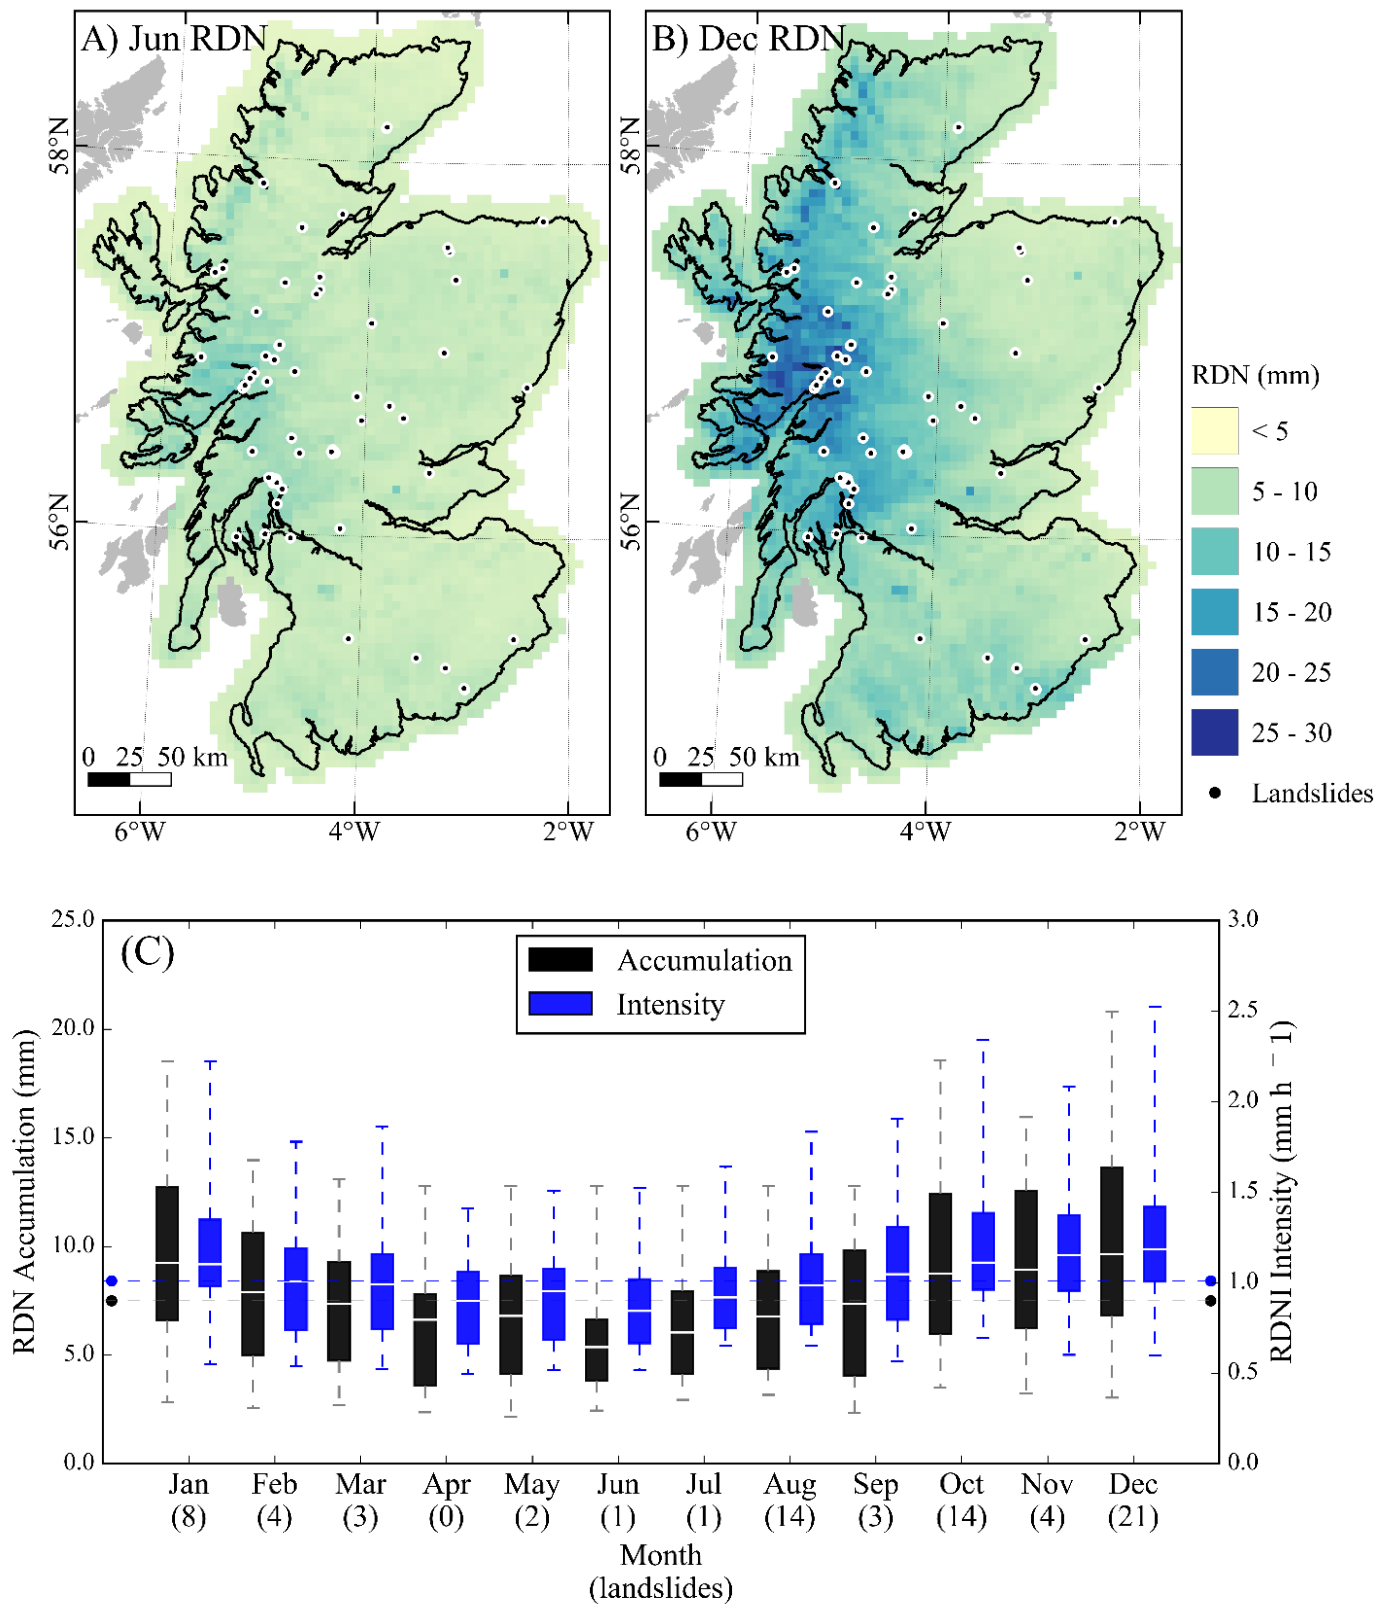 A) Jun RDN
B) Dec RDN
58°N
56°N
0 25 50 km
6°W 4°W 2°W
58°N
56°N
0 25 50 km
6°W 4°W 2°W
RDN (mm)
< 5
5 - 10
10 - 15
15 - 20
20 - 25
25 - 30
Landslides
(C)
Accumulation
Intensity
RDN Accumulation (mm)
25.0
20.0
15.0
10.0
5.0
0.0
RDNI Intensity (mm h − 1)
3.0
2.5
2.0
1.5
1.0
0.5
0.0
Jan Feb Mar Apr May Jun Jul Aug Sep Oct Nov Dec
(8) (4) (3) (0) (2) (1) (1) (14) (3) (14) (4) (21)
Month
(landslides)